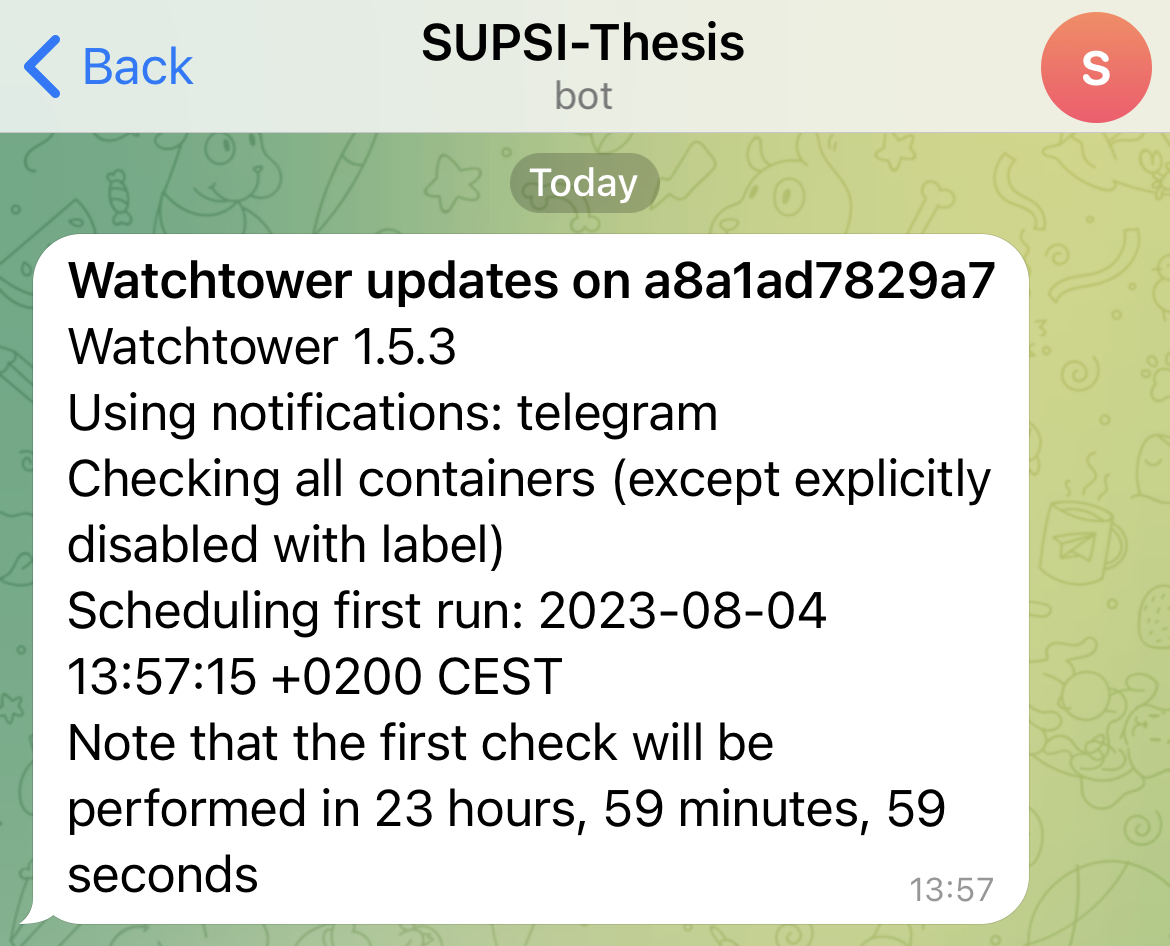 Back
SUPSI-Thesis
bot
S
Today
Watchtower updates on a8a1ad7829a7
Watchtower 1.5.3
Using notifications: telegram
Checking all containers (except explicitly
disabled with label)
Scheduling first run: 2023-08-04
13:57:15 +0200 CEST
Note that the first check will be
performed in 23 hours, 59 minutes, 59
seconds
13:57